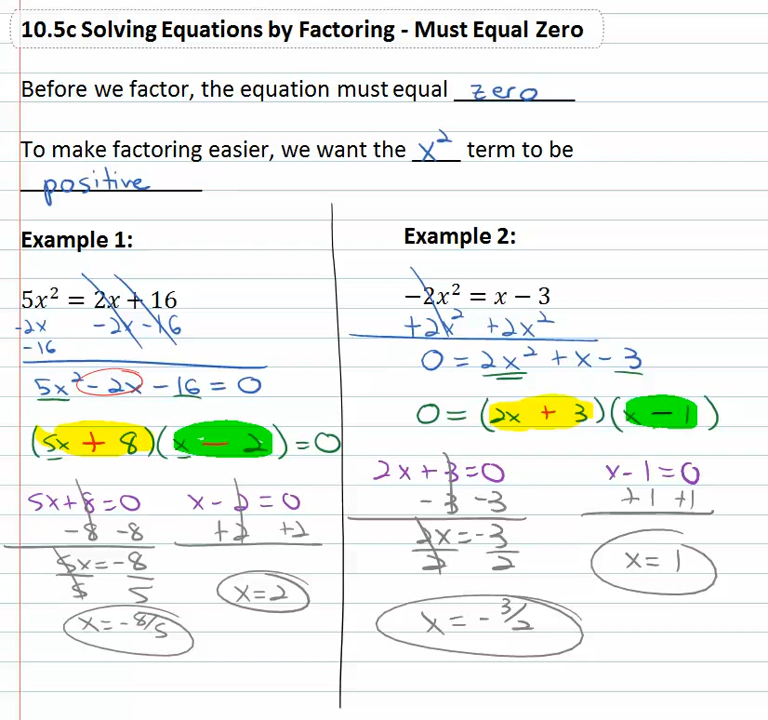 10.5c Solving Equations by Factoring - Must Equal Zero
Before we factor, the equation must equal zero
To make factoring easier, we want the x² term to be
positive
Example 1:
5x² = 2x + 16
-2x -2x -16
-16
5x² - 2x - 16 = 0
(5x + 8)(x - 2) = 0
5x + 8 = 0 x - 2 = 0
-8 -8 +2 +2
5x = -8
5 5
x = 2
x = -8/5
Example 2:
−2x² = x − 3
+2x² +2x²
0 = 2x² + x - 3
0 = (2x + 3)(x - 1)
2x + 3 = 0 x - 1 = 0
-3 -3 +1 +1
2x = -3
2 2
x = 1
x = -3/2